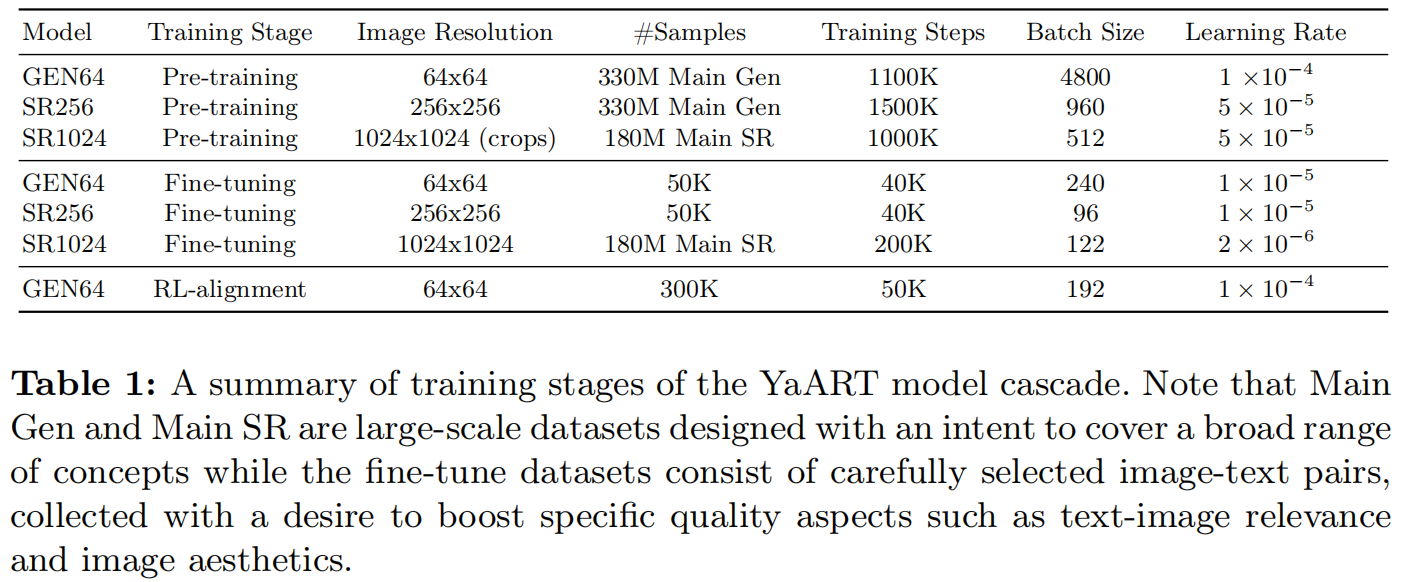 Model Training Stage Image Resolution #Samples Training Steps Batch Size Learning Rate
GEN64 Pre-training 64x64 330M Main Gen 1100K 4800 1 ×10⁻⁴
SR256 Pre-training 256x256 330M Main Gen 1500K 960 5 × 10⁻⁵
SR1024 Pre-training 1024x1024 (crops) 180M Main SR 1000K 512 5 × 10⁻⁵
GEN64 Fine-tuning 64x64 50K 40K 240 1 × 10⁻⁵
SR256 Fine-tuning 256x256 50K 40K 96 1 × 10⁻⁵
SR1024 Fine-tuning 1024x1024 180M Main SR 200K 122 2 × 10⁻⁶
GEN64 RL-alignment 64x64 300K 50K 192 1 × 10⁻⁴
Table 1: A summary of training stages of the YaART model cascade. Note that Main
Gen and Main SR are large-scale datasets designed with an intent to cover a broad range
of concepts while the fine-tune datasets consist of carefully selected image-text pairs,
collected with a desire to boost specific quality aspects such as text-image relevance
and image aesthetics.